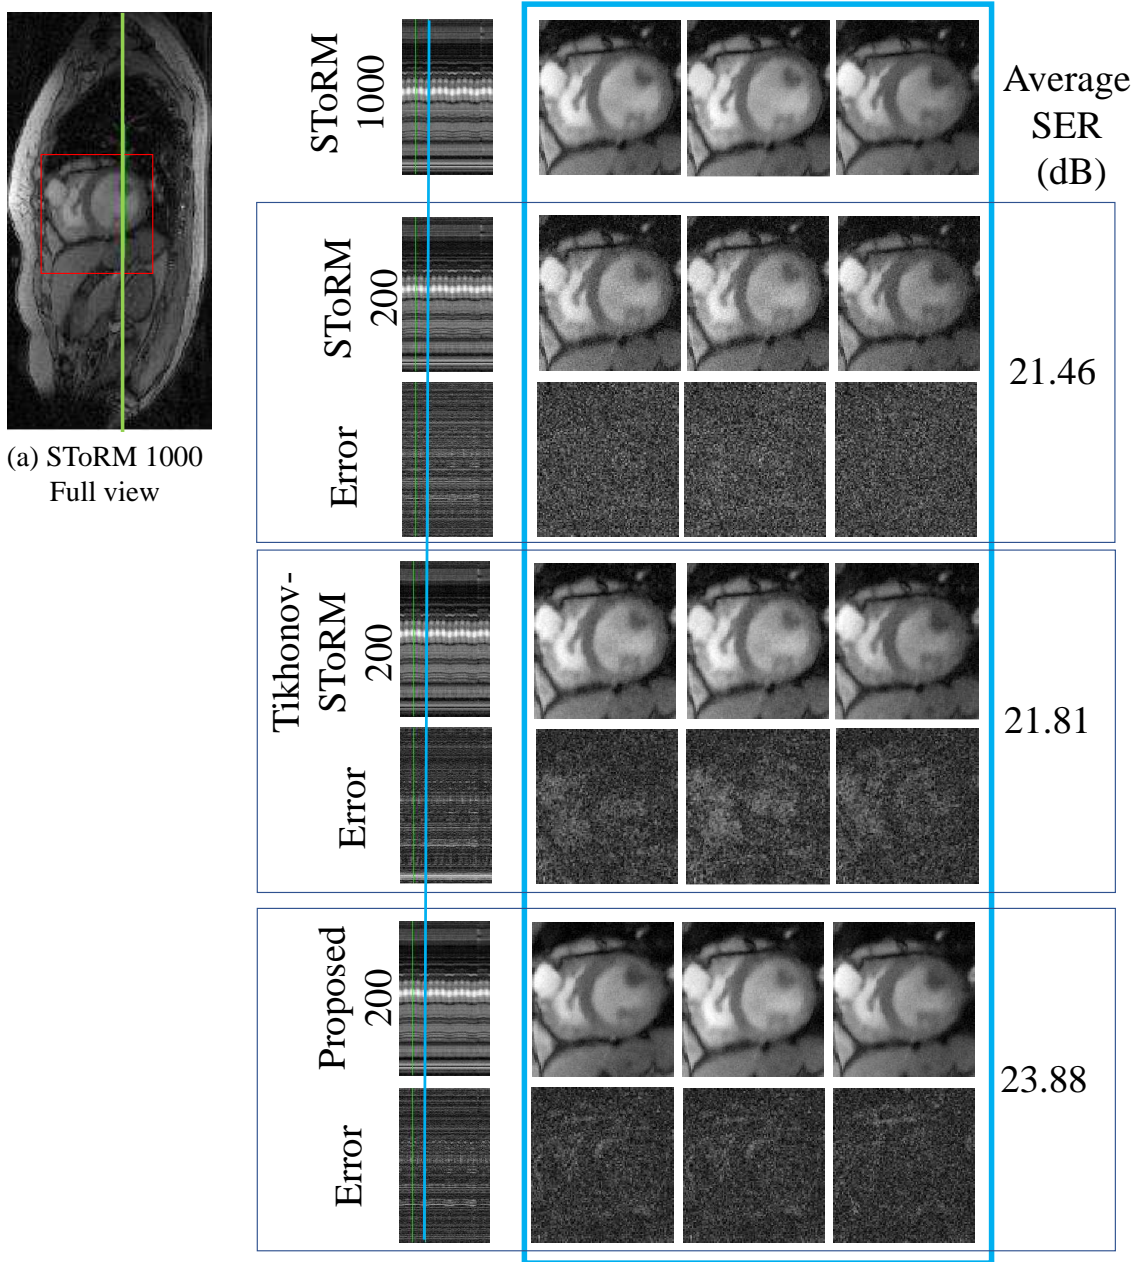 (a) SToRM 1000
Full view
SToRM
1000
Average
SER
(dB)
SToRM
200
Error
21.46
Tikhonov-
SToRM
200
Error
21.81
Proposed
200
Error
23.88